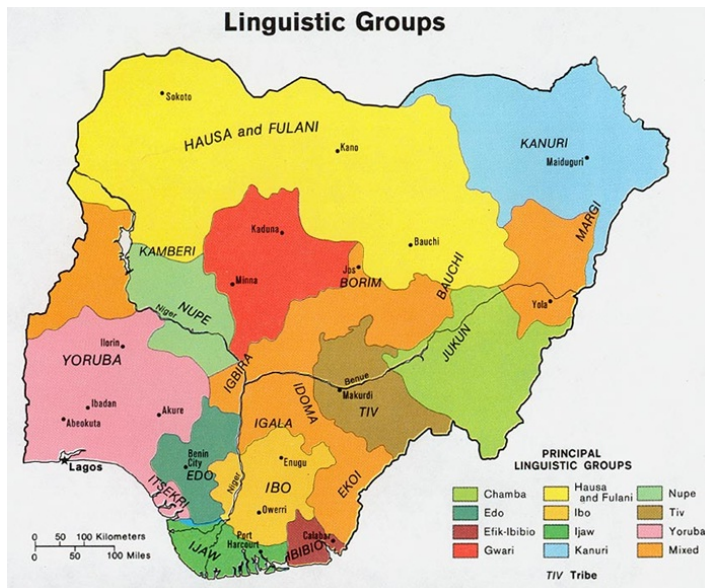 Linguistic Groups
Sokoto
HAUSA and FULANI
Kano
KANURI
Maiduguri
MARGI
Kaduna
Bauchi
KAMBERI
Jos
BORIM
BAUCHI
Minna
Yola
NUPE
Niger
JUKUN
Ilorin
YORUBA
IGBIRA
Benue
Makurdi
IDOMA
TIV
Ibadan
Akure
Abeokuta
IGALA
Benin
City
EDO
Enugu
Lagos
Niger
IBO
EKOI
ITSEKRI
Owerri
Port
Harcourt
Calabar
IJAW
IBIBIO
0 50 100 Kilometers
0 50 100 Miles
PRINCIPAL
LINGUISTIC GROUPS
Chamba
Edo
Efik-Ibibio
Gwari
Hausa
and Fulani
Ibo
Ijaw
Kanuri
Nupe
Tiv
Yoruba
Mixed
TIV Tribe